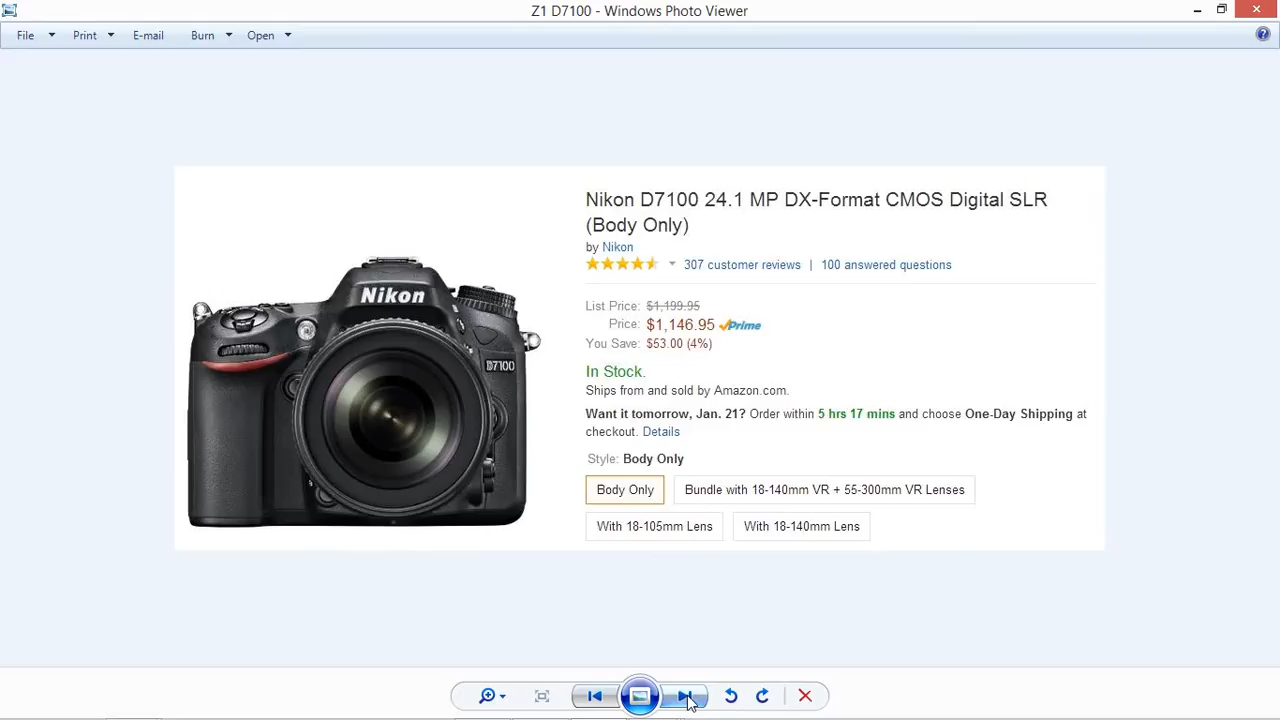 Z1 D7100 - Windows Photo Viewer
File Print E-mail Burn Open
Nikon D7100 24.1 MP DX-Format CMOS Digital SLR
(Body Only)
by Nikon
307 customer reviews | 100 answered questions
List Price: $1,199.95
Price: $1,146.95 Prime
You Save: $53.00 (4%)
In Stock.
Ships from and sold by Amazon.com.
Want it tomorrow, Jan. 21? Order within 5 hrs 17 mins and choose One-Day Shipping at
checkout. Details
Style: Body Only
Body Only Bundle with 18-140mm VR + 55-300mm VR Lenses
With 18-105mm Lens With 18-140mm Lens
Nikon
D7100